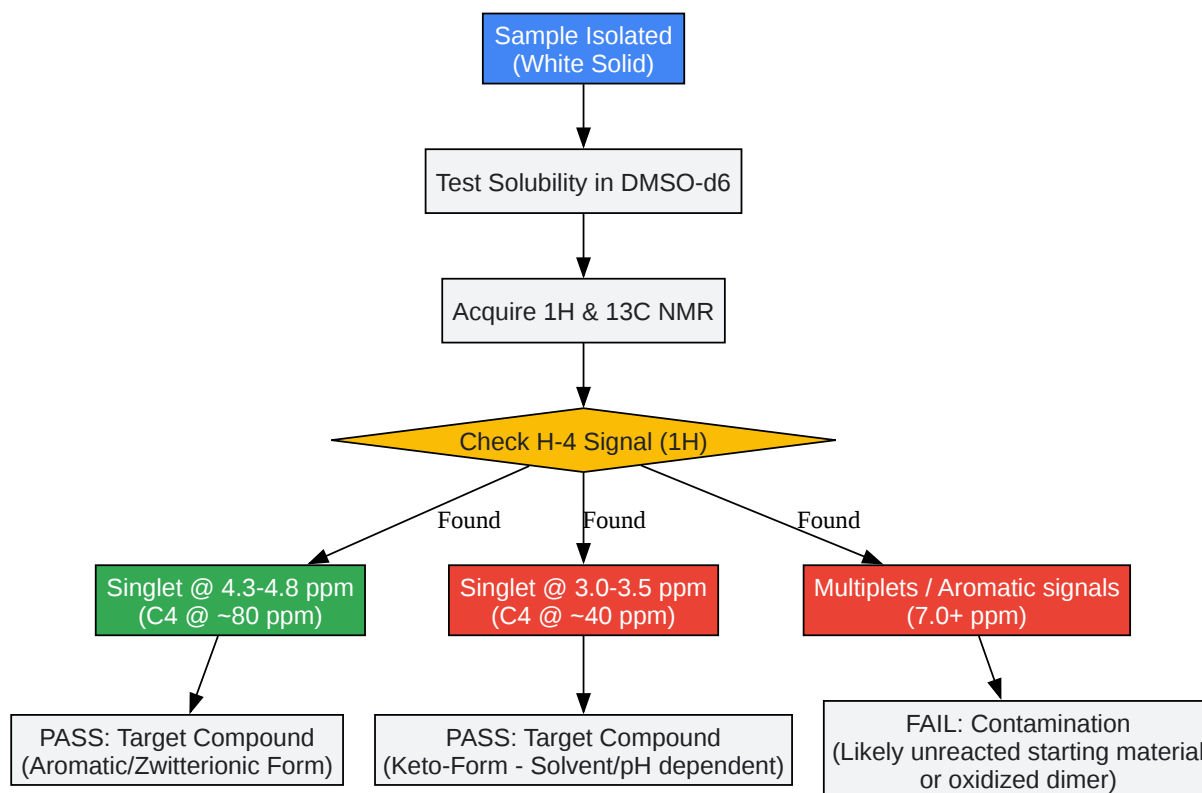 Sample Isolated
(White Solid)
Test Solubility in DMSO-d6
Acquire 1H & 13C NMR
Check H-4 Signal (1H)
Found
Found
Found
Singlet @ 4.3-4.8 ppm
(C4 @ ~80 ppm)
Singlet @ 3.0-3.5 ppm
(C4 @ ~40 ppm)
Multiplets / Aromatic signals
(7.0+ ppm)
PASS: Target Compound
(Aromatic/Zwitterionic Form)
PASS: Target Compound
(Keto-Form - Solvent/pH dependent)
FAIL: Contamination
(Likely unreacted starting material
or oxidized dimer)